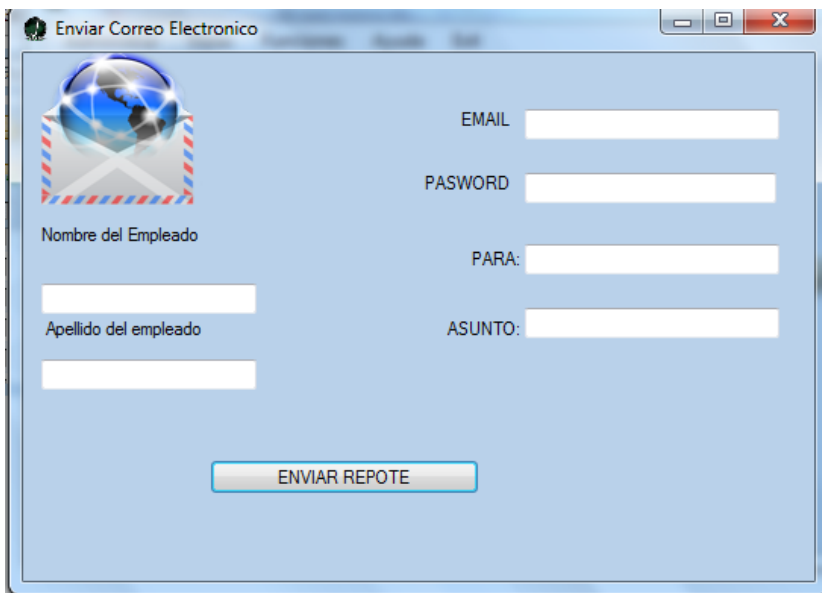 Enviar Correo Electronico
EMAIL
PASWORD
Nombre del Empleado
PARA:
Apellido del empleado
ASUNTO:
ENVIAR REPOTE